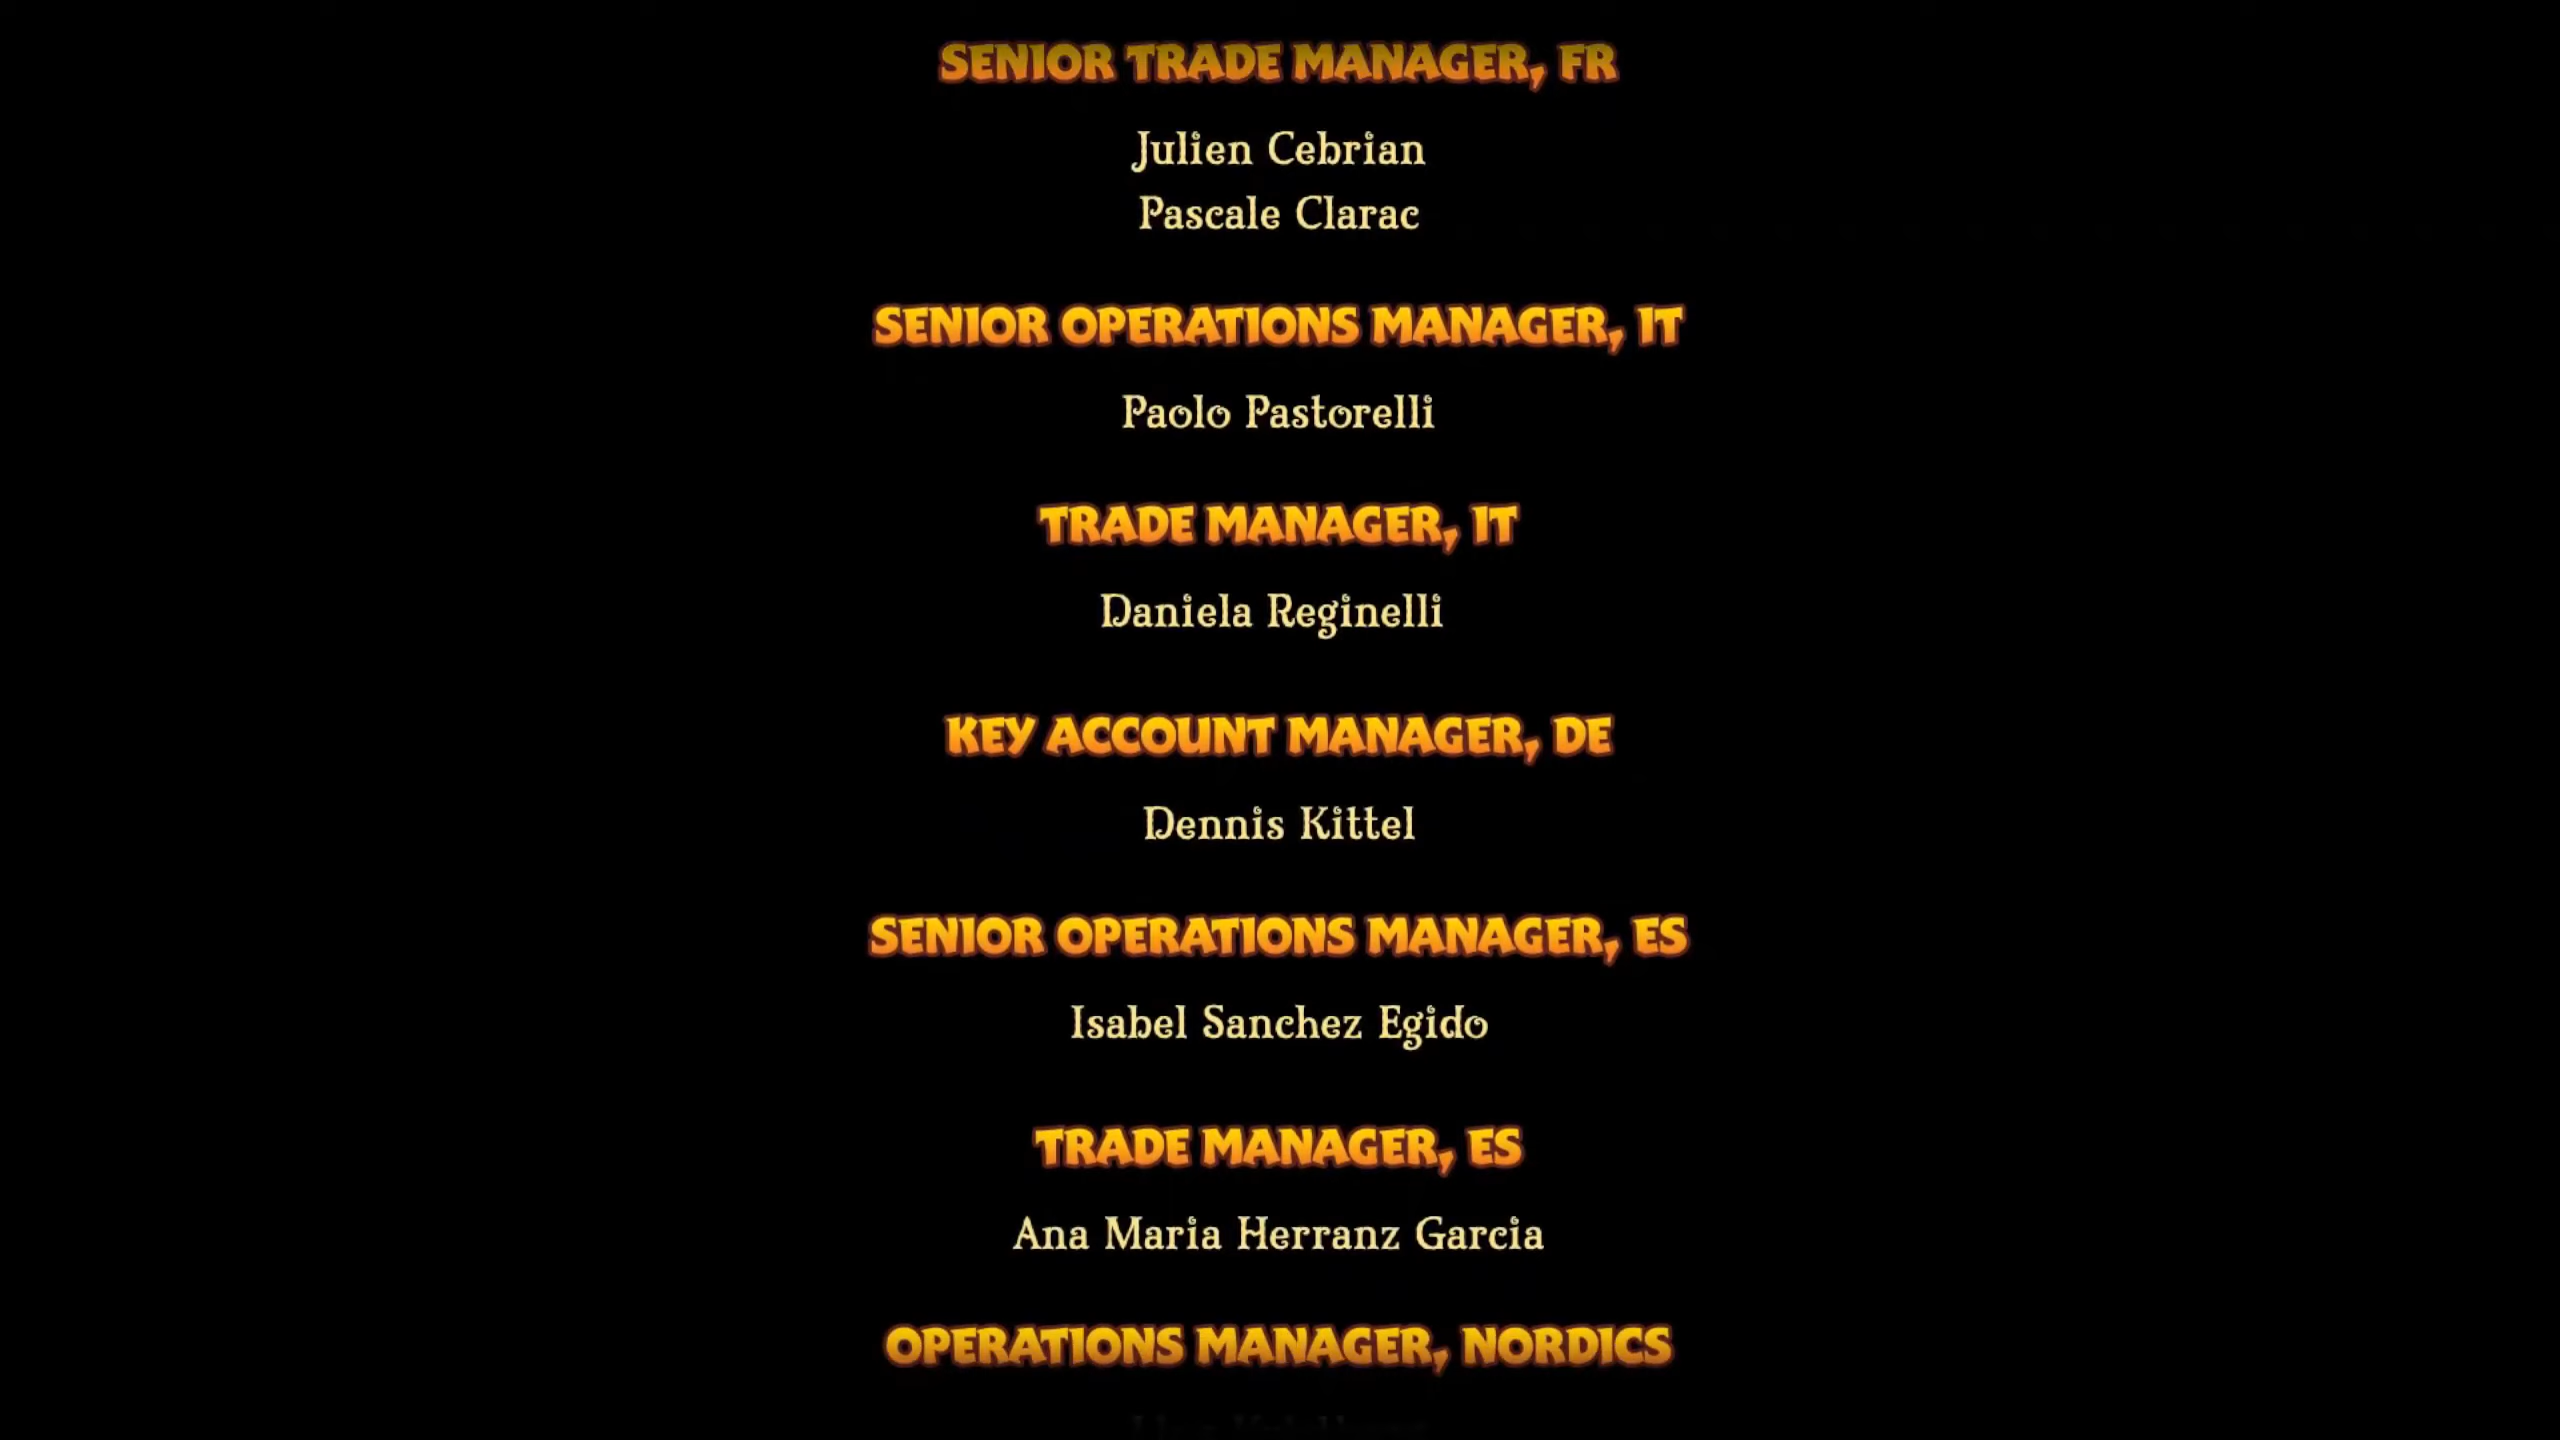 SENIOR TRADE MANAGER, FR
Julien Cebrian
Pascale Clarac
SENIOR OPERATIONS MANAGER, IT
Paolo Pastorelli
TRADE MANAGER, IT
Daniela Reginelli
KEY ACCOUNT MANAGER, DE
Dennis Kittel
SENIOR OPERATIONS MANAGER, ES
Isabel Sanchez Egido
TRADE MANAGER, ES
Ana Maria Herranz Garcia
OPERATIONS MANAGER, NORDICS